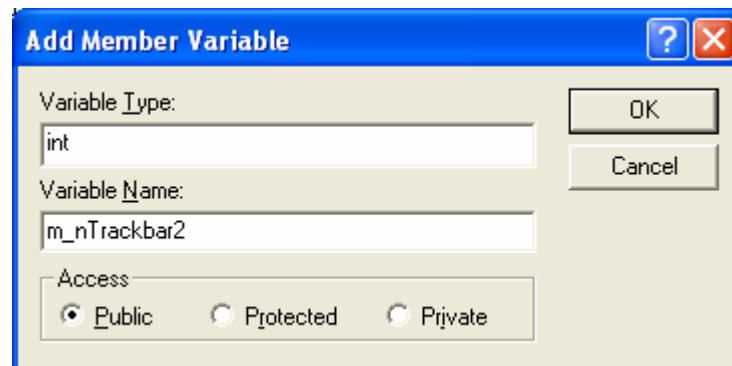 Add Member Variable
Variable Type:
OK
int
Cancel
Variable Name:
m_nTrackbar2
Access
Public Protected Private